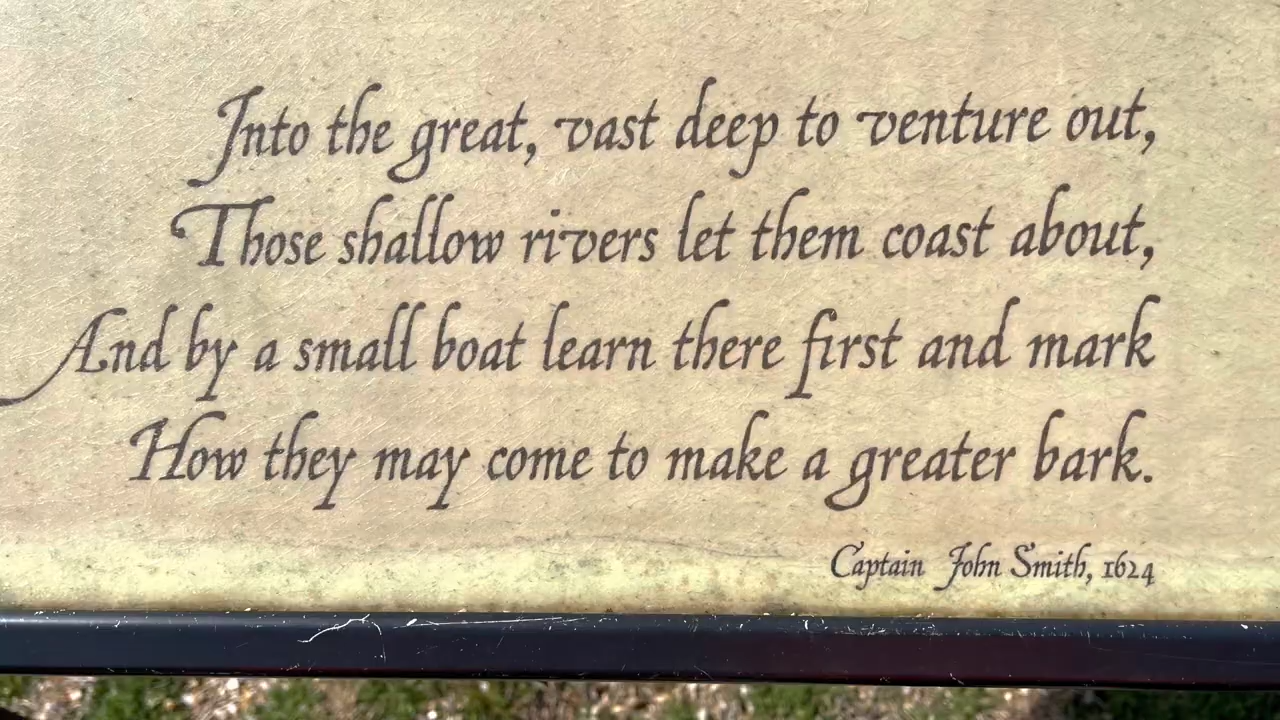 Into the great, vast deep to venture out,
Those shallow rivers let them coast about,
And by a small boat learn there first and mark
How they may come to make a greater bark.
Captain John Smith, 1624